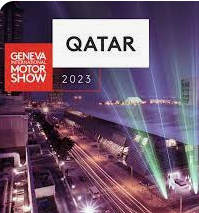 QATAR
GENEVA
INTERNATIONAL
MOTOR
SHOW
2023